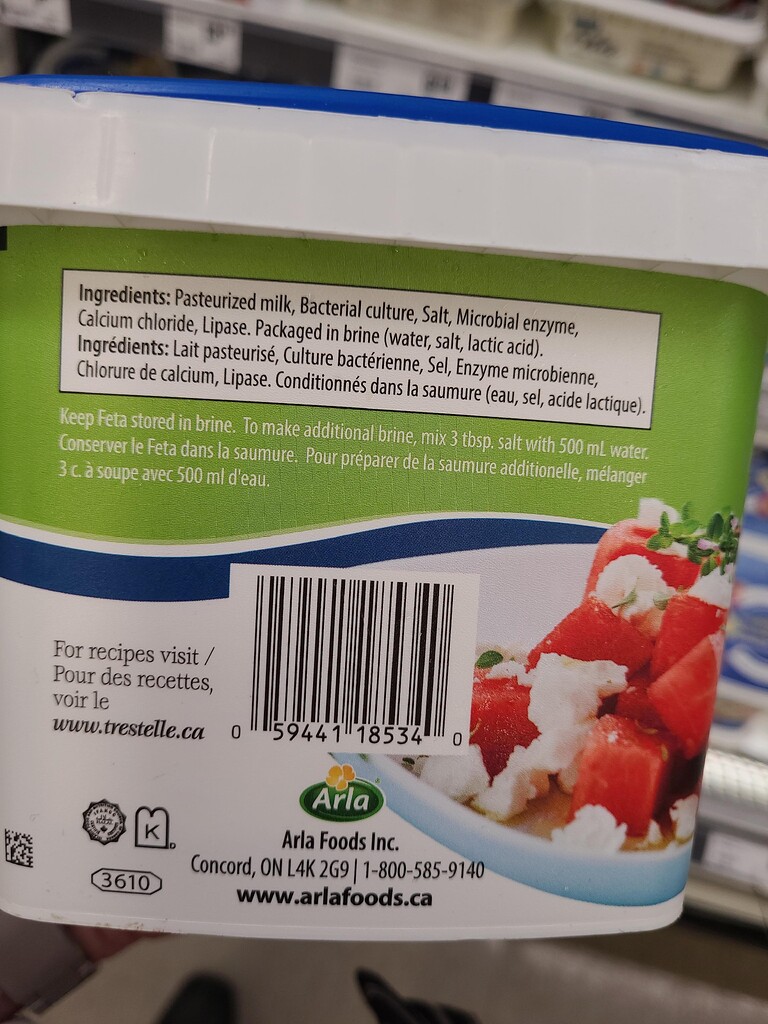 Ingredients: Pasteurized milk, Bacterial culture, Salt, Microbial enzyme,
Calcium chloride, Lipase. Packaged in brine (water, salt, lactic acid).
Ingrédients: Lait pasteurisé, Culture bactérienne, Sel, Enzyme microbienne,
Chlorure de calcium, Lipase. Conditionnés dans la saumure (eau, sel, acide lactique).
Keep Feta stored in brine. To make additional brine, mix 3 tbsp. salt with 500 mL water.
Conserver le Feta dans la saumure. Pour préparer de la saumure additionelle, mélanger
3 c. à soupe avec 500 ml d'eau.
For recipes visit /
Pour des recettes,
voir le
www.trestelle.ca
0 59441 18534 0
Arla
K
Arla Foods Inc.
3610
Concord, ON L4K 2G9 | 1-800-585-9140
www.arlafoods.ca